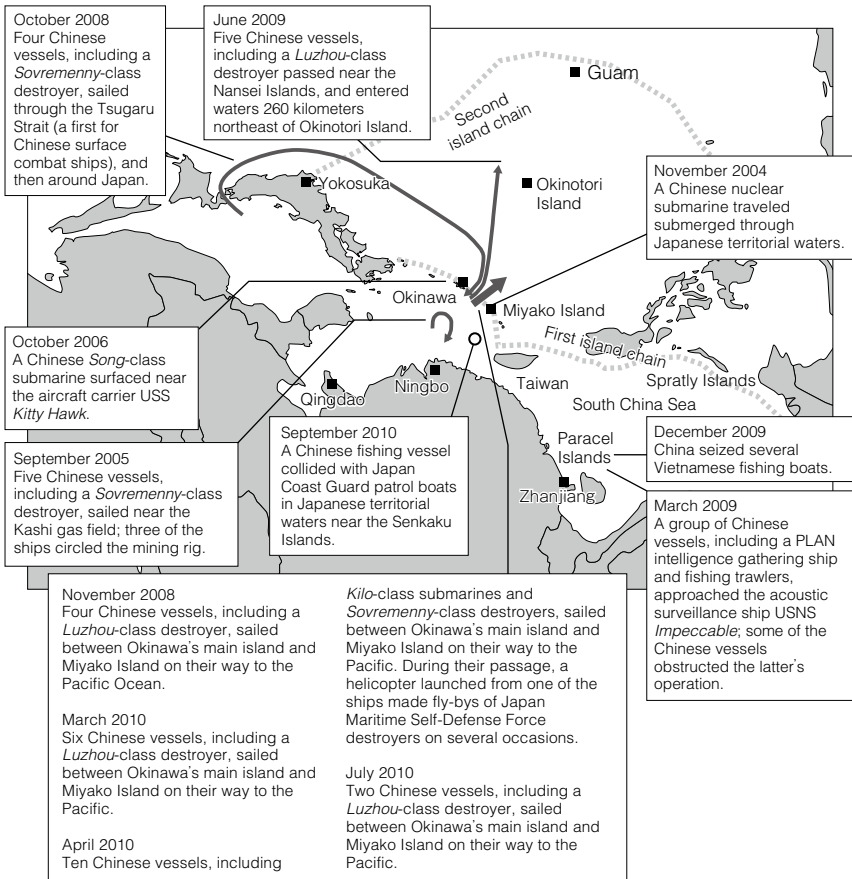 October 2008
Four Chinese
vessels, including a
Sovremenny-class
destroyer, sailed
through the Tsugaru
Strait (a first for
Chinese surface
combat ships), and
then around Japan.
June 2009
Five Chinese vessels,
including a Luzhou-class
destroyer passed near the
Nansei Islands, and entered
waters 260 kilometers
northeast of Okinotori Island.
Guam
Second
island chain
Yokosuka
Okinotori
Island
November 2004
A Chinese nuclear
submarine traveled
submerged through
Japanese territorial waters.
Okinawa
Miyako Island
First island chain
October 2006
A Chinese Song-class
submarine surfaced near
the aircraft carrier USS
Kitty Hawk.
Qingdao
Ningbo
Taiwan
Spratly Islands
South China Sea
Paracel
Islands
Zhanjiang
September 2005
Five Chinese vessels,
including a Sovremenny-class
destroyer, sailed near the
Kashi gas field; three of the
ships circled the mining rig.
September 2010
A Chinese fishing vessel
collided with Japan
Coast Guard patrol boats
in Japanese territorial
waters near the Senkaku
Islands.
December 2009
China seized several
Vietnamese fishing boats.
March 2009
A group of Chinese
vessels, including a PLAN
intelligence gathering ship
and fishing trawlers,
approached the acoustic
surveillance ship USNS
Impeccable; some of the
Chinese vessels
obstructed the latter's
operation.
November 2008
Four Chinese vessels, including a
Luzhou-class destroyer, sailed
between Okinawa's main island and
Miyako Island on their way to the
Pacific Ocean.
March 2010
Six Chinese vessels, including a
Luzhou-class destroyer, sailed
between Okinawa's main island and
Miyako Island on their way to the
Pacific.
April 2010
Ten Chinese vessels, including
Kilo-class submarines and
Sovremenny-class destroyers, sailed
between Okinawa's main island and
Miyako Island on their way to the
Pacific. During their passage, a
helicopter launched from one of the
ships made fly-bys of Japan
Maritime Self-Defense Force
destroyers on several occasions.
July 2010
Two Chinese vessels, including a
Luzhou-class destroyer, sailed
between Okinawa's main island and
Miyako Island on their way to the
Pacific.